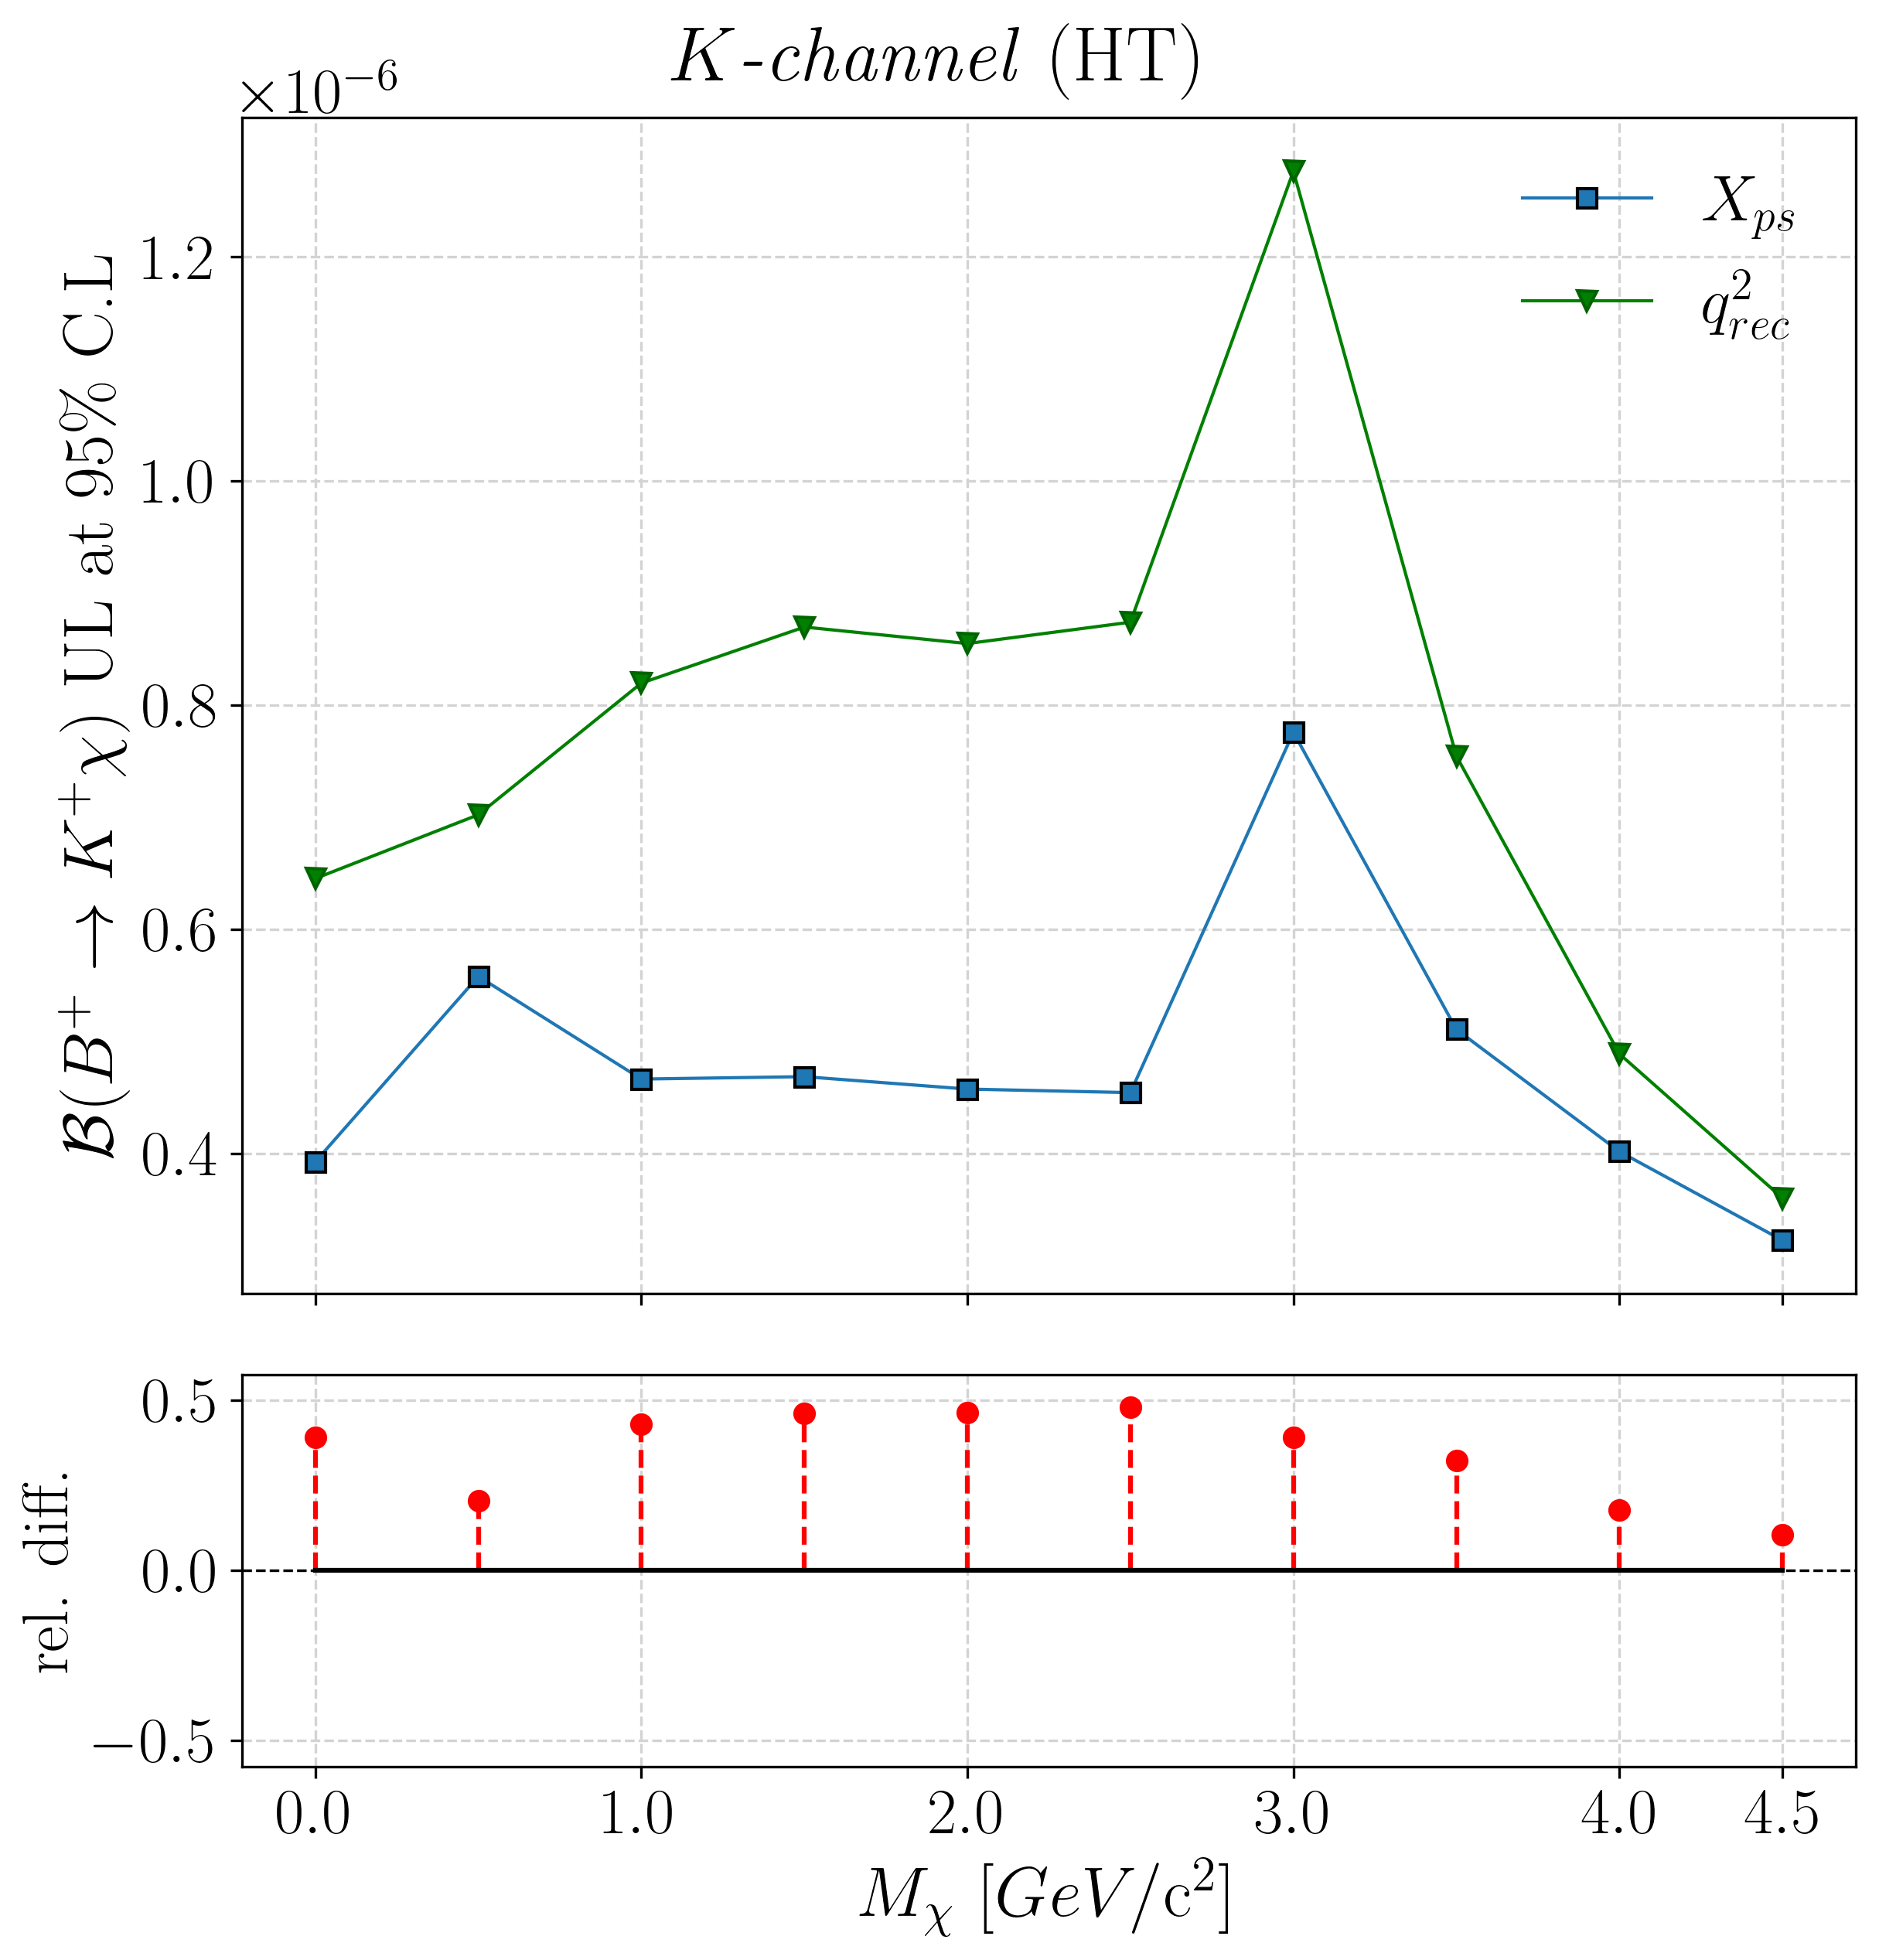 K-channel (HT)
×10⁻⁶
𝓑(B⁺ → K⁺χ) UL at 95% C.L
1.2
1.0
0.8
0.6
0.4
X_ps
q²_rec
rel. diff.
0.5
0.0
−0.5
0.0 1.0 2.0 3.0 4.0 4.5
M_χ [GeV/c²]